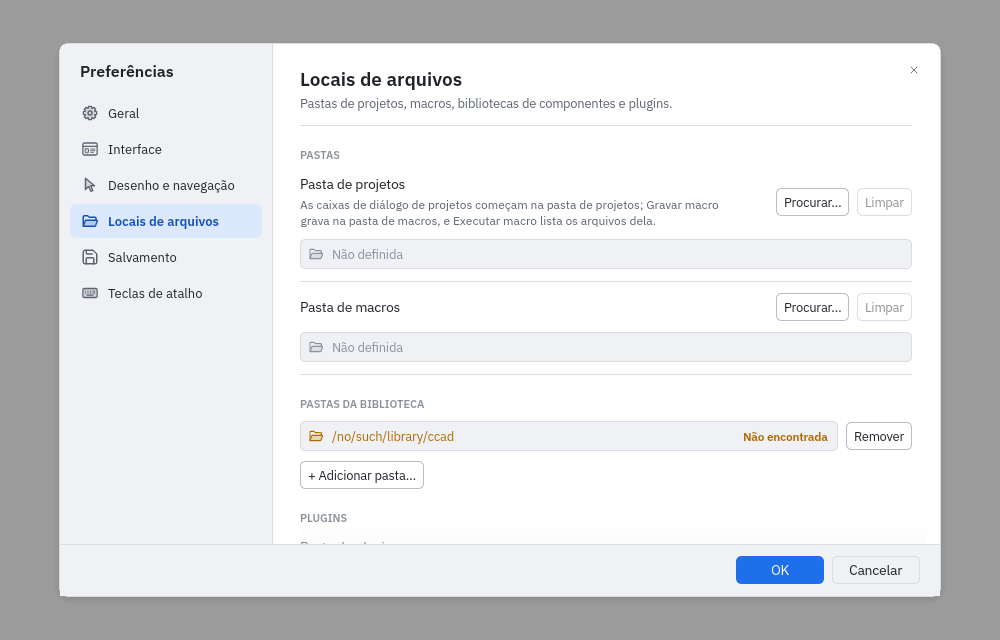 Preferências
Geral
Interface
Desenho e navegação
Locais de arquivos
Salvamento
Teclas de atalho
Locais de arquivos
Pastas de projetos, macros, bibliotecas de componentes e plugins.
PASTAS
Pasta de projetos
As caixas de diálogo de projetos começam na pasta de projetos; Gravar macro
grava na pasta de macros, e Executar macro lista os arquivos dela.
Procurar...
Limpar
Não definida
Pasta de macros
Procurar...
Limpar
Não definida
PASTAS DA BIBLIOTECA
/no/such/library/ccad
Não encontrada
Remover
+ Adicionar pasta...
PLUGINS
OK
Cancelar